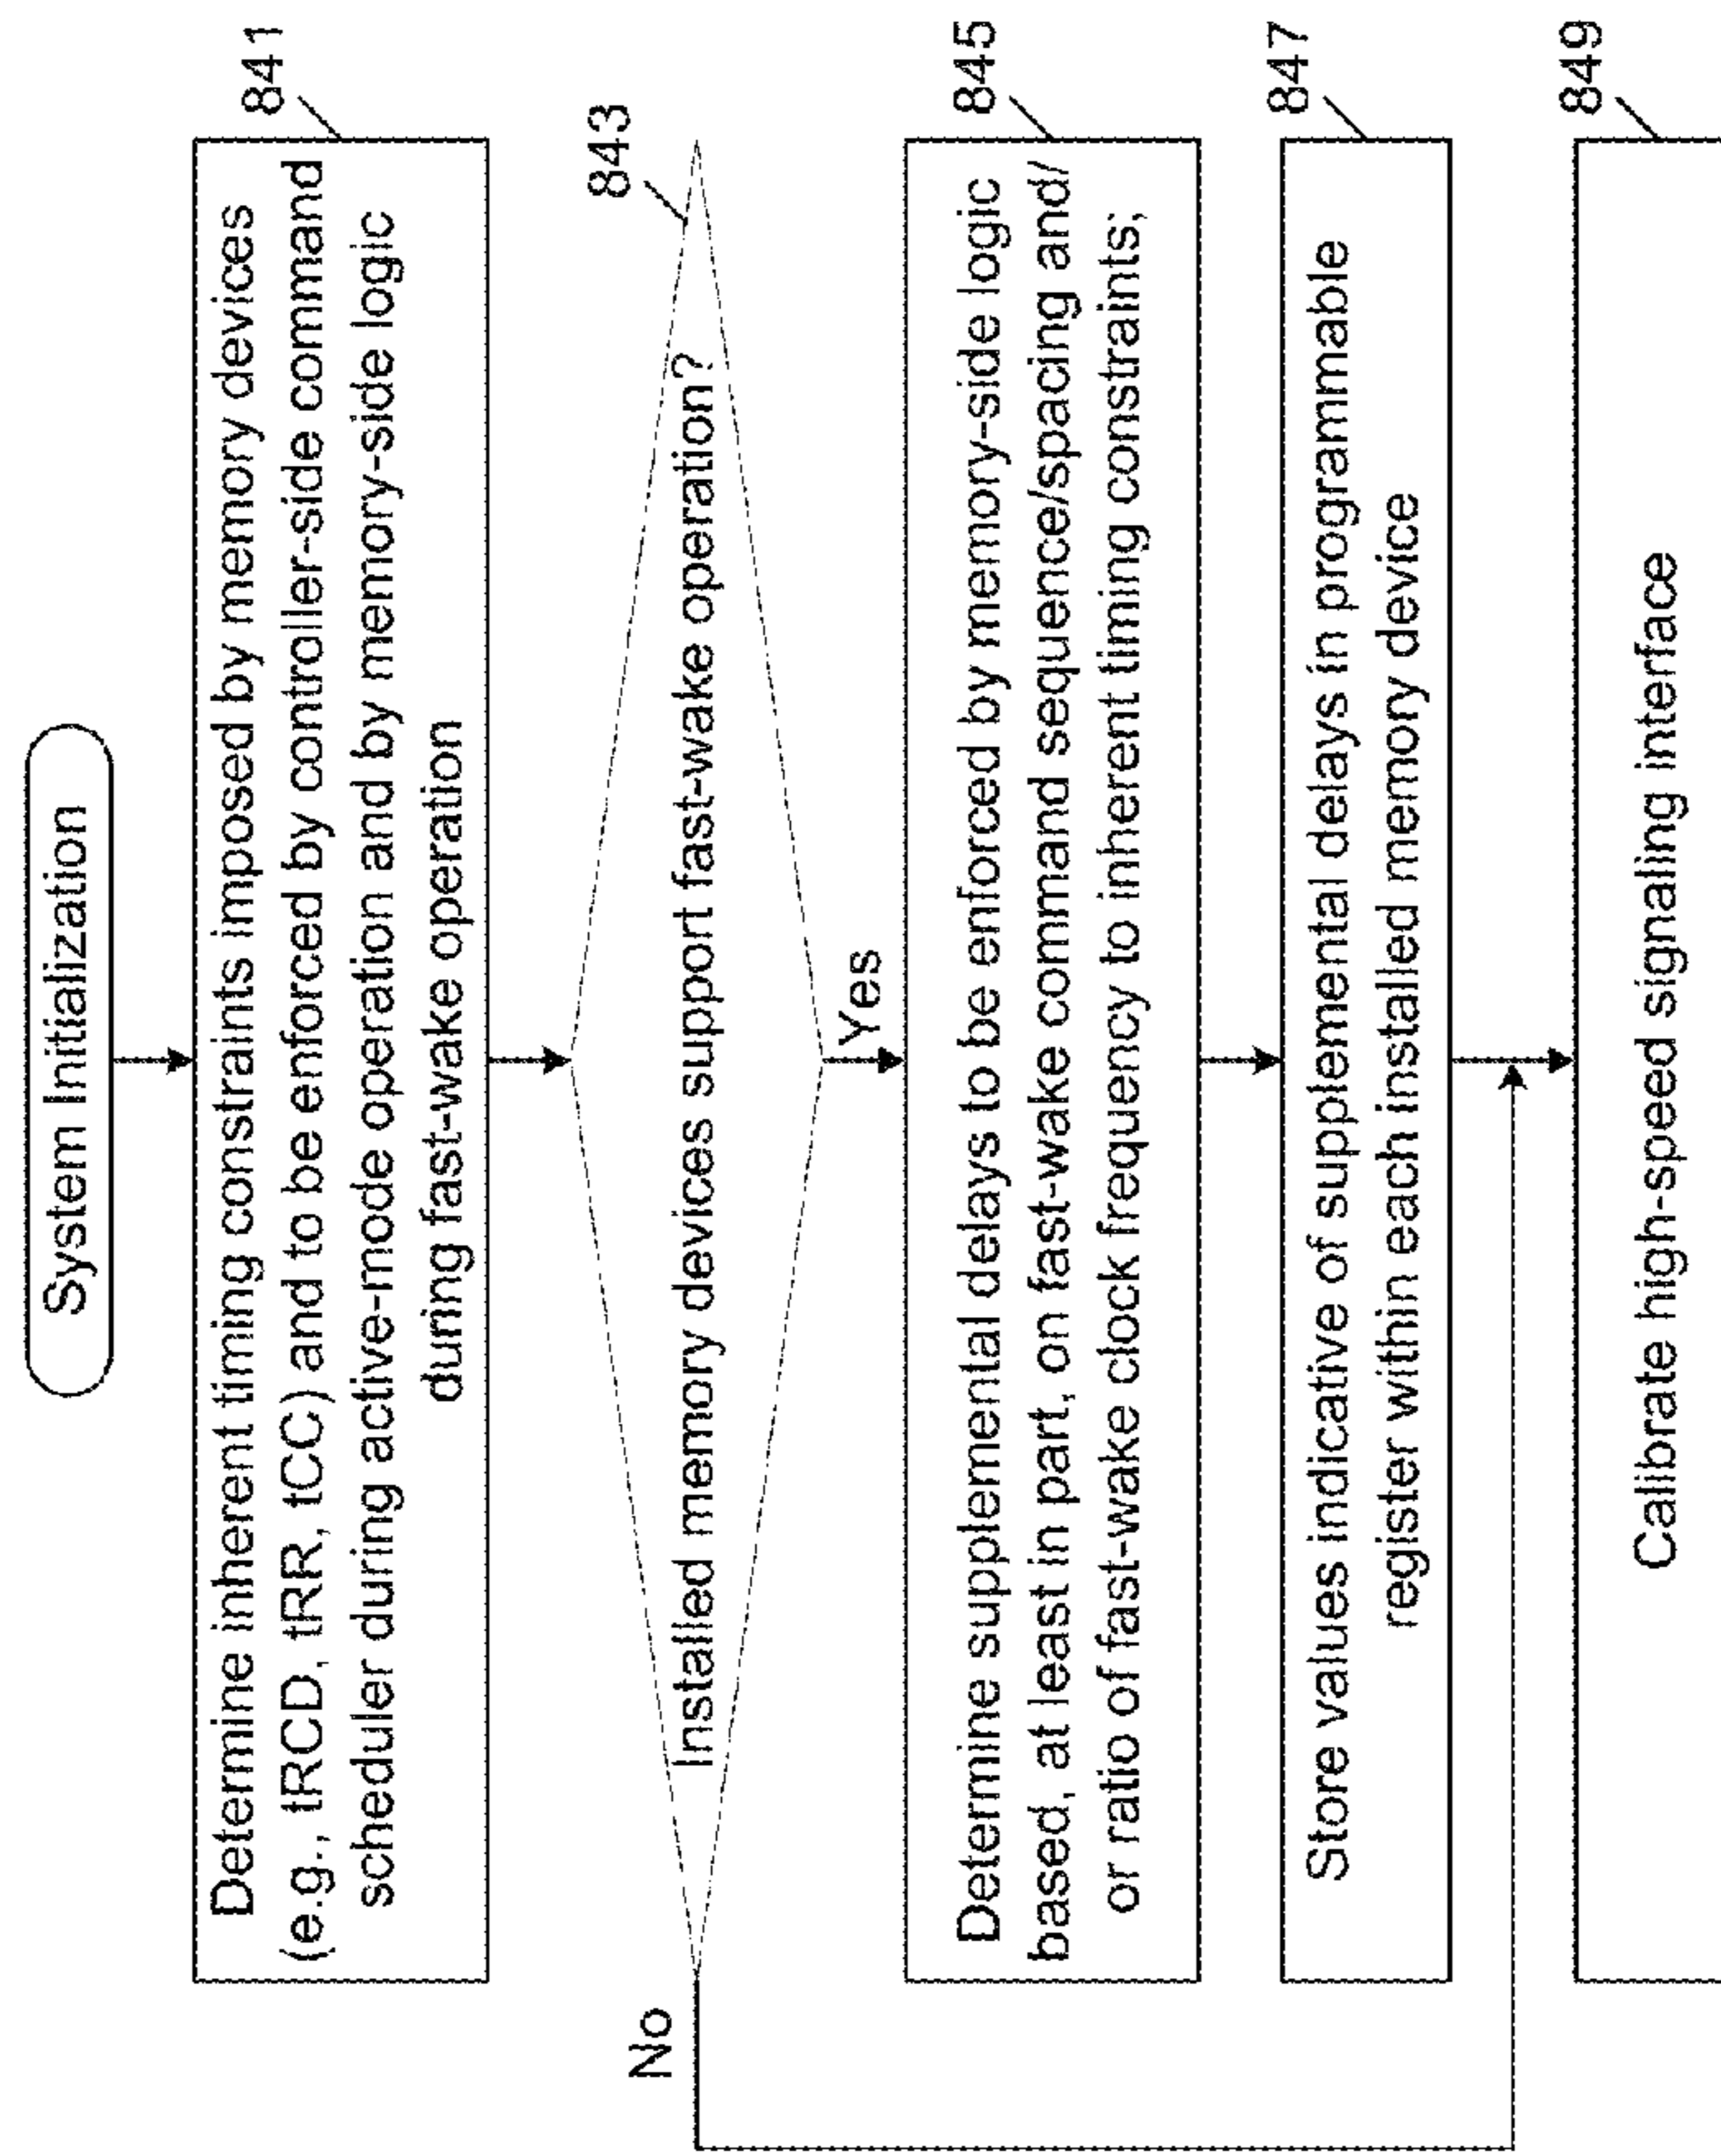 System Initialization
841
Determine inherent timing constraints imposed by memory devices
(e.g., tRCD, tRR, tCC) and to be enforced by controller-side command
scheduler during active-mode operation and by memory-side logic
during fast-wake operation
843
Installed memory devices support fast-wake operation?
No
Yes
845
Determine supplemental delays to be enforced by memory-side logic
based, at least in part, on fast-wake command sequence/spacing and/
or ratio of fast-wake clock frequency to inherent timing constraints;
847
Store values indicative of supplemental delays in programmable
register within each installed memory device
849
Calibrate high-speed signaling interface